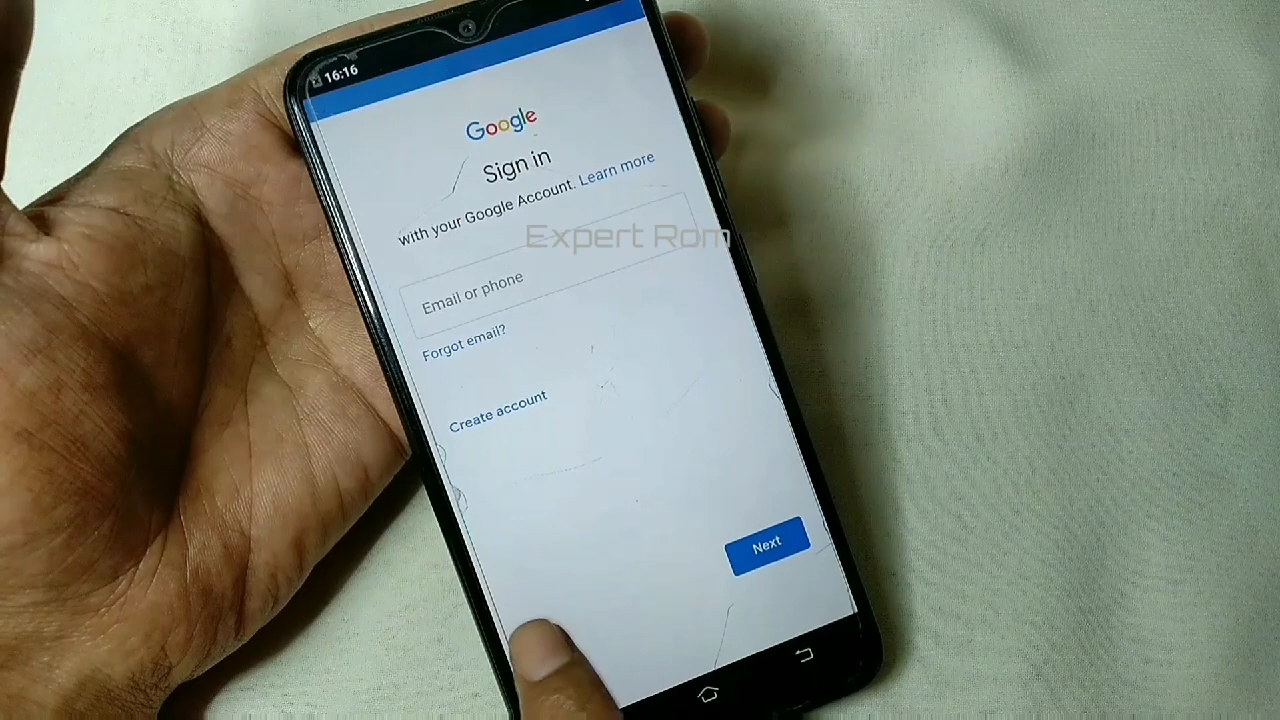 16:16
Google
Sign in
with your Google Account. Learn more
Expert Rom
Email or phone
Forgot email?
Create account
Next